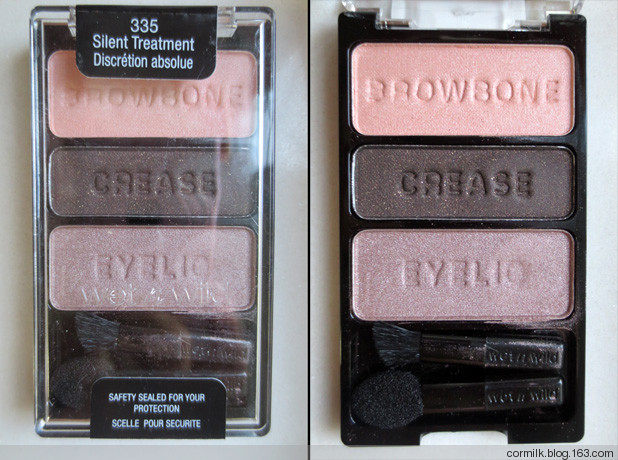 335
Silent Treatment
Discrétion absolue
BROWBONE
CREASE
EYELID
wet n wild
SAFETY SEALED FOR YOUR
PROTECTION
SCELLE POUR SECURITE
BROWBONE
CREASE
EYELID
wet n wild
wet n wild
cormilk.blog.163.com